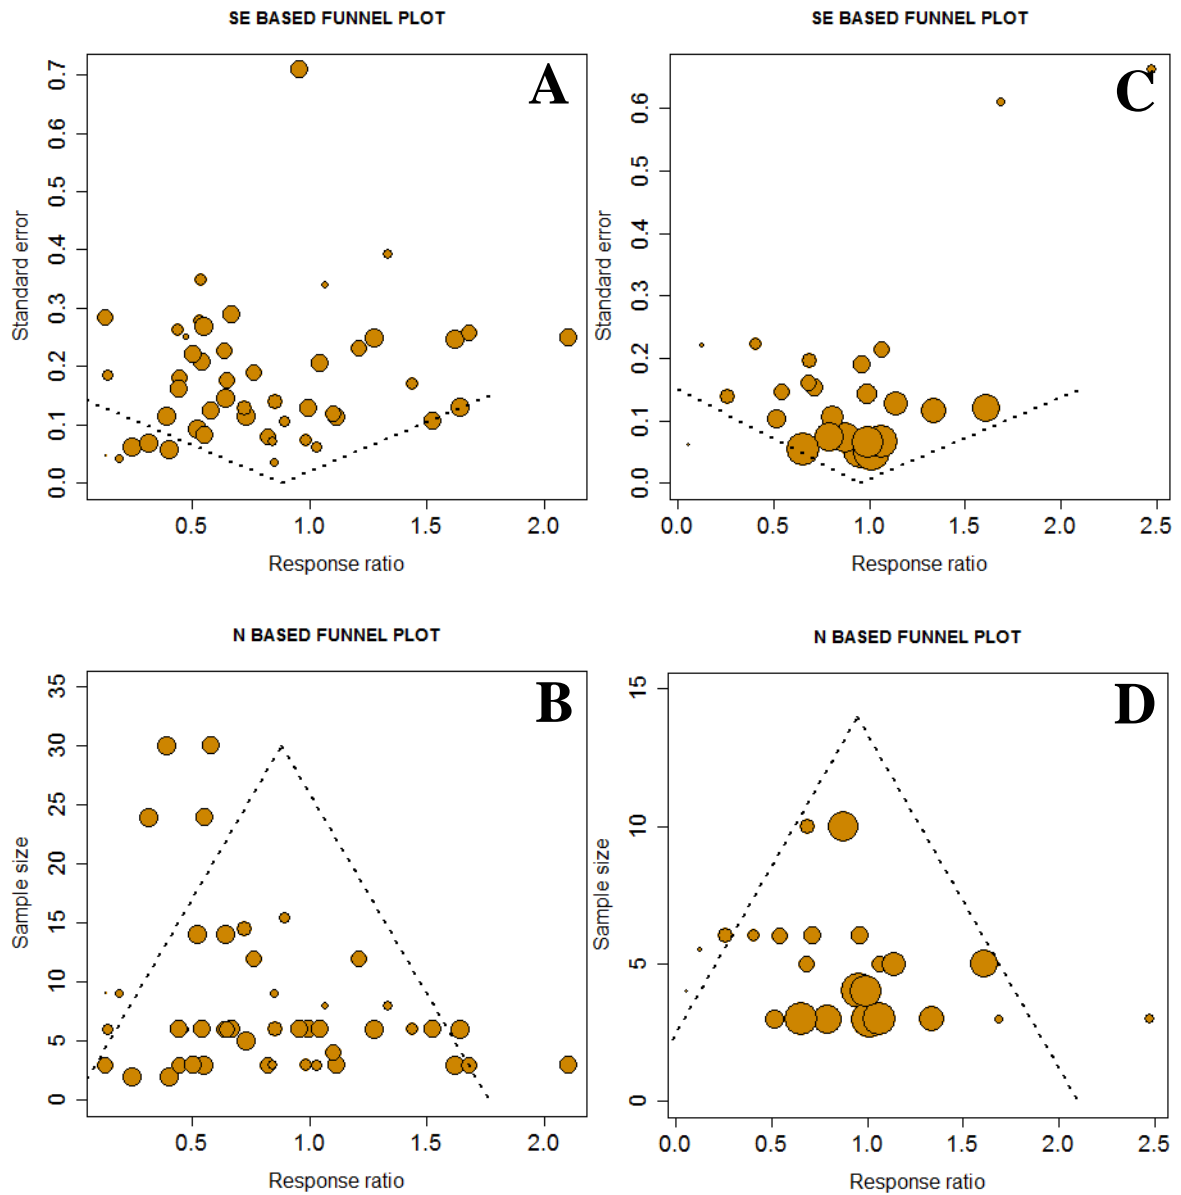 SE BASED FUNNEL PLOT
A
Standard error
0.7
0.6
0.5
0.4
0.3
0.2
0.1
0.0
0.5 1.0 1.5 2.0
Response ratio
SE BASED FUNNEL PLOT
C
Standard error
0.6
0.5
0.4
0.3
0.2
0.1
0.0
0.0 0.5 1.0 1.5 2.0 2.5
Response ratio
N BASED FUNNEL PLOT
B
Sample size
35
30
25
20
15
10
5
0
0.5 1.0 1.5 2.0
Response ratio
N BASED FUNNEL PLOT
D
Sample size
15
10
5
0
0.0 0.5 1.0 1.5 2.0 2.5
Response ratio